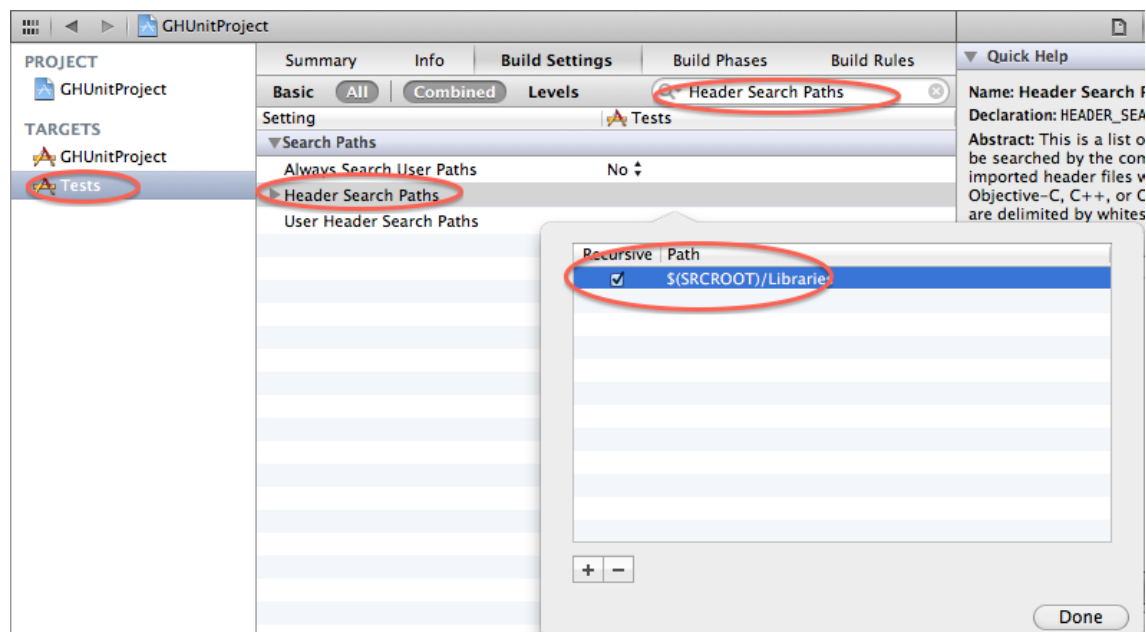 GHUnitProject
PROJECT
GHUnitProject
TARGETS
GHUnitProject
Tests
Summary Info Build Settings Build Phases Build Rules
Basic All Combined Levels Header Search Paths
Setting Tests
Search Paths
Always Search User Paths No
Header Search Paths
User Header Search Paths
Recursive Path
$(SRCROOT)/Libraries
Done
Quick Help
Name: Header Search
Declaration: HEADER_SEA
Abstract: This is a list
be searched by the
imported header files
Objective-C, C++, or
are delimited by